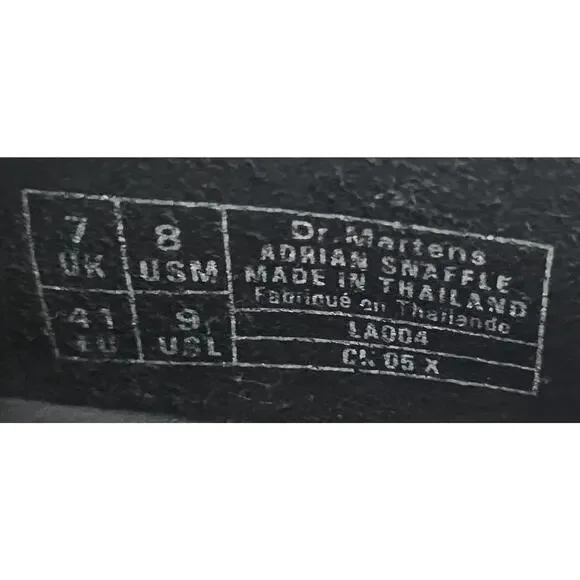 7 UK
8 USM
41 EU
9 USL
Dr. Martens
ADRIAN SNAFFLE
MADE IN THAILAND
Fabriqué en Thaïlande
LA004
05 X